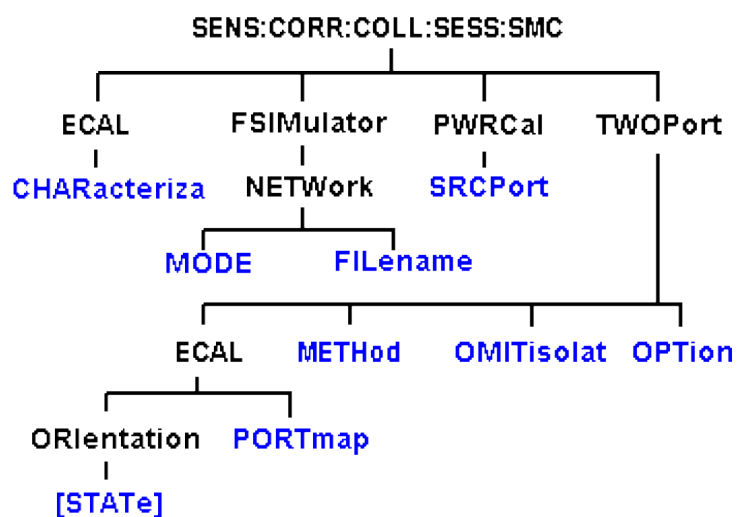 SENS:CORR:COLL:SESS:SMC
ECAL FSIMulator PWRCal TWOPort
CHARacteriza NETWork SRCPort
MODE FILename
ECAL METHod OMITisolat OPTion
ORIentation PORTmap
[STATe]